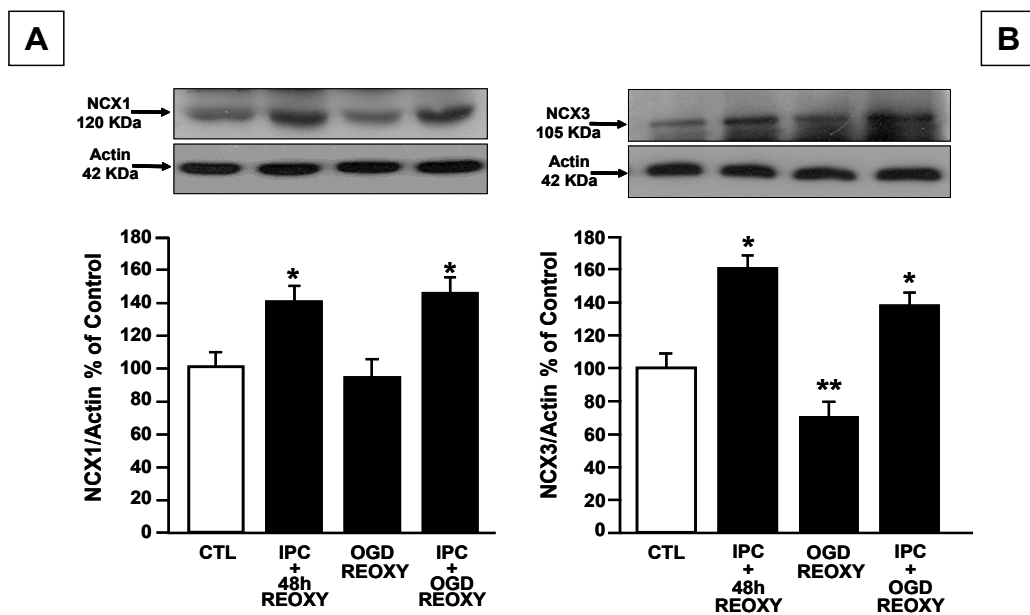 A
B
NCX1
120 KDa
Actin
42 KDa
NCX3
105 KDa
Actin
42 KDa
NCX1/Actin % of Control
180
160
140
120
100
80
60
40
20
0
*
*
CTL
IPC
+
48h
REOXY
OGD
REOXY
IPC
+
OGD
REOXY
NCX3/Actin % of Control
180
160
140
120
100
80
60
40
20
0
*
**
*
CTL
IPC
+
48h
REOXY
OGD
REOXY
IPC
+
OGD
REOXY